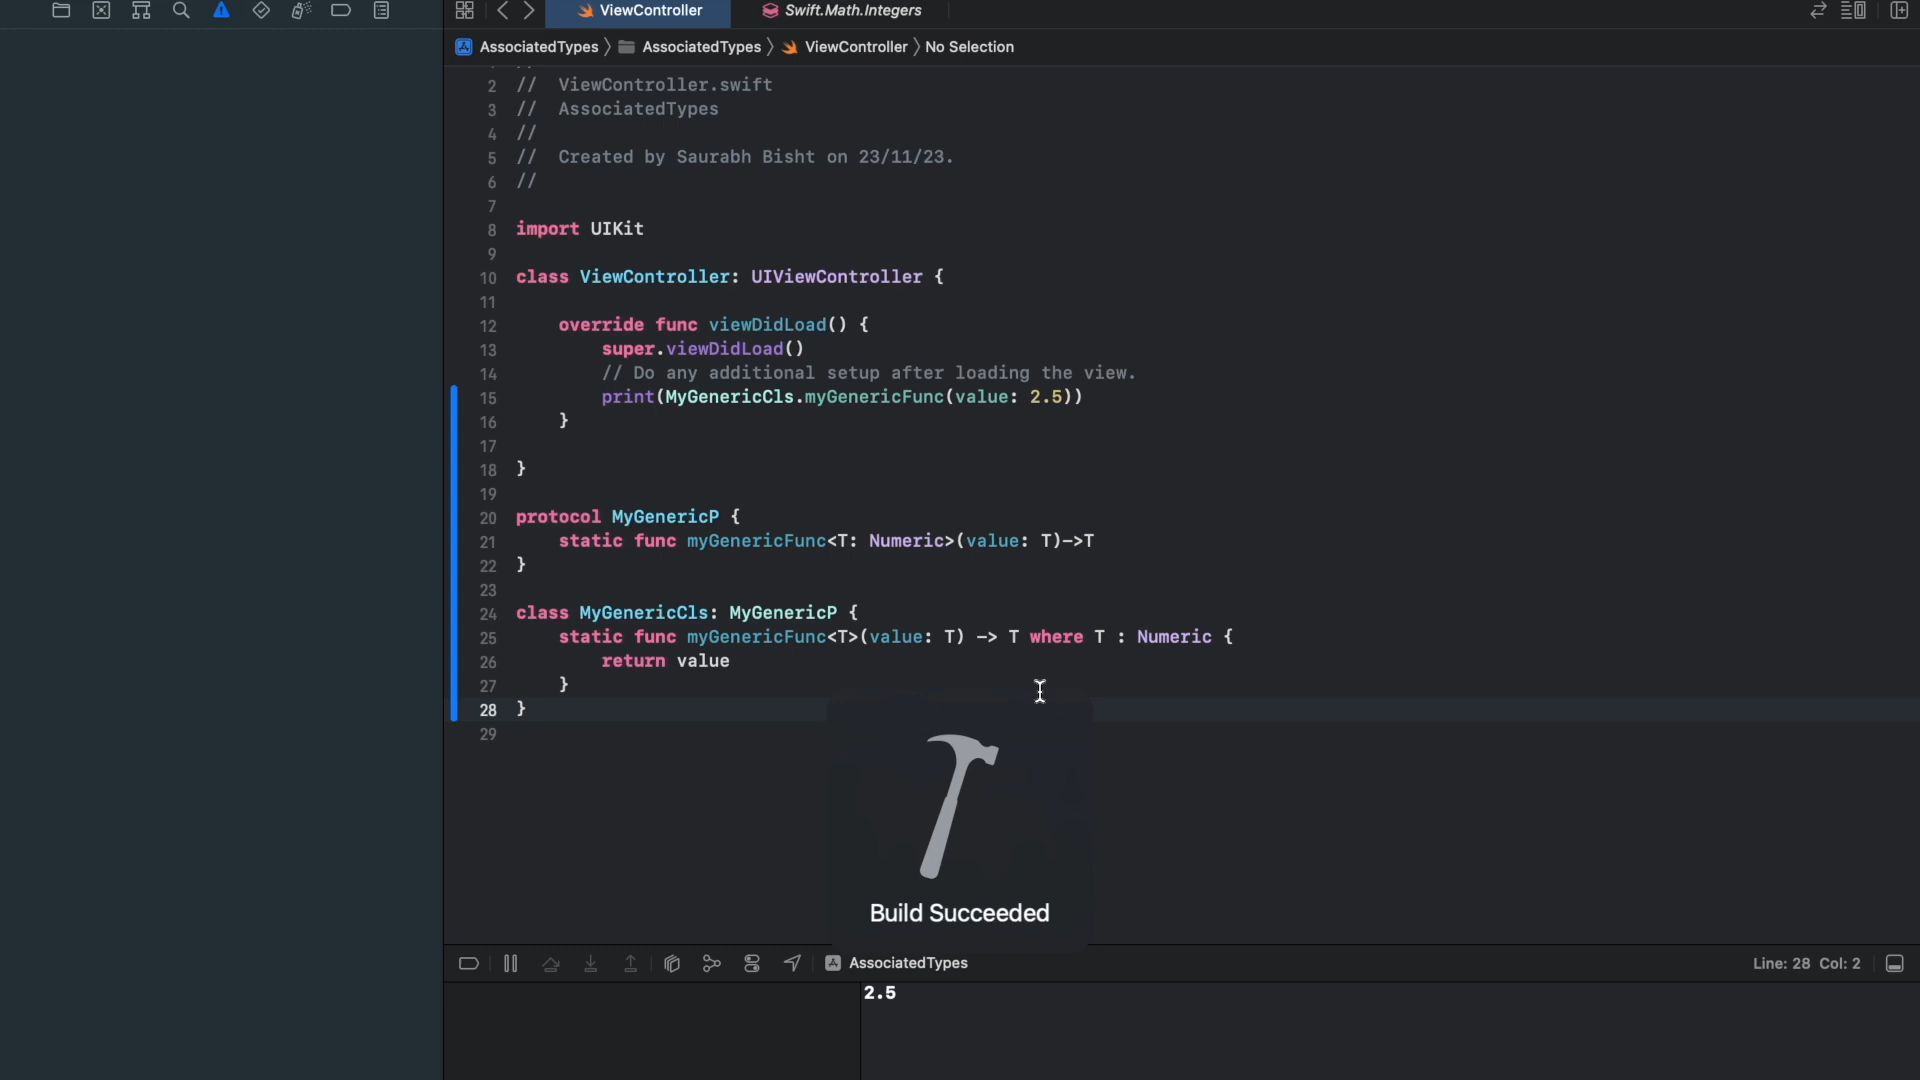 ViewController
Swift.Math.Integers
AssociatedTypes AssociatedTypes ViewController No Selection
2 //  ViewController.swift
3 //  AssociatedTypes
4 //
5 //  Created by Saurabh Bisht on 23/11/23.
6 //
7
8 import UIKit
9
10 class ViewController: UIViewController {
11
12     override func viewDidLoad() {
13         super.viewDidLoad()
14         // Do any additional setup after loading the view.
15         print(MyGenericCls.myGenericFunc(value: 2.5))
16     }
17
18 }
19
20 protocol MyGenericP {
21     static func myGenericFunc<T: Numeric>(value: T)->T
22 }
23
24 class MyGenericCls: MyGenericP {
25     static func myGenericFunc<T>(value: T) -> T where T : Numeric {
26         return value
27     }
28 }
29
Build Succeeded
AssociatedTypes
Line: 28 Col: 2
2.5